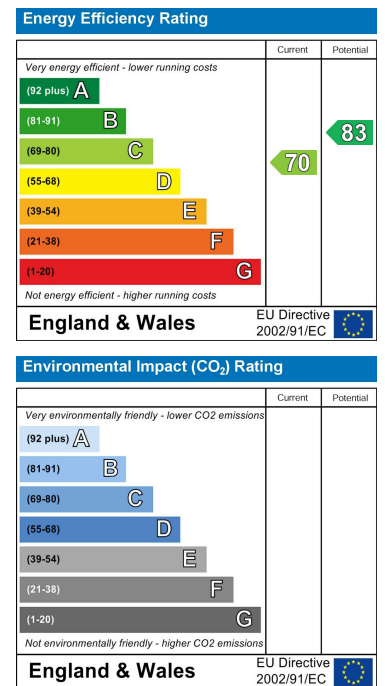 Energy Efficiency Rating
Current Potential
Very energy efficient - lower running costs
(92 plus) A
(81-91) B
83
(69-80) C
70
(55-68) D
(39-54) E
(21-38) F
(1-20) G
Not energy efficient - higher running costs
England & Wales
EU Directive
2002/91/EC
Environmental Impact (CO₂) Rating
Current Potential
Very environmentally friendly - lower CO2 emissions
(92 plus) A
(81-91) B
(69-80) C
(55-68) D
(39-54) E
(21-38) F
(1-20) G
Not environmentally friendly - higher CO2 emissions
England & Wales
EU Directive
2002/91/EC